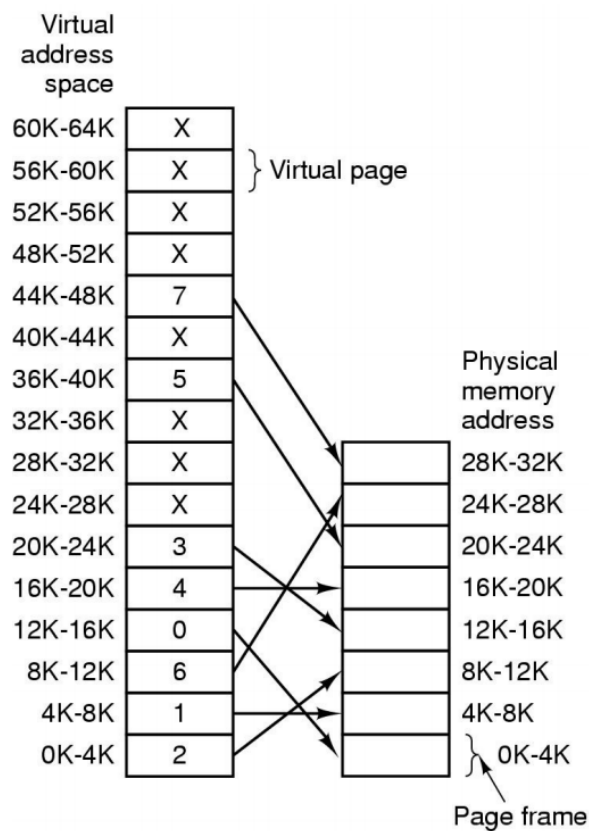 Virtual
address
space
60K-64K X
56K-60K X Virtual page
52K-56K X
48K-52K X
44K-48K 7
40K-44K X
36K-40K 5
32K-36K X
28K-32K X
24K-28K X
20K-24K 3
16K-20K 4
12K-16K 0
8K-12K 6
4K-8K 1
0K-4K 2
Physical
memory
address
28K-32K
24K-28K
20K-24K
16K-20K
12K-16K
8K-12K
4K-8K
0K-4K
Page frame